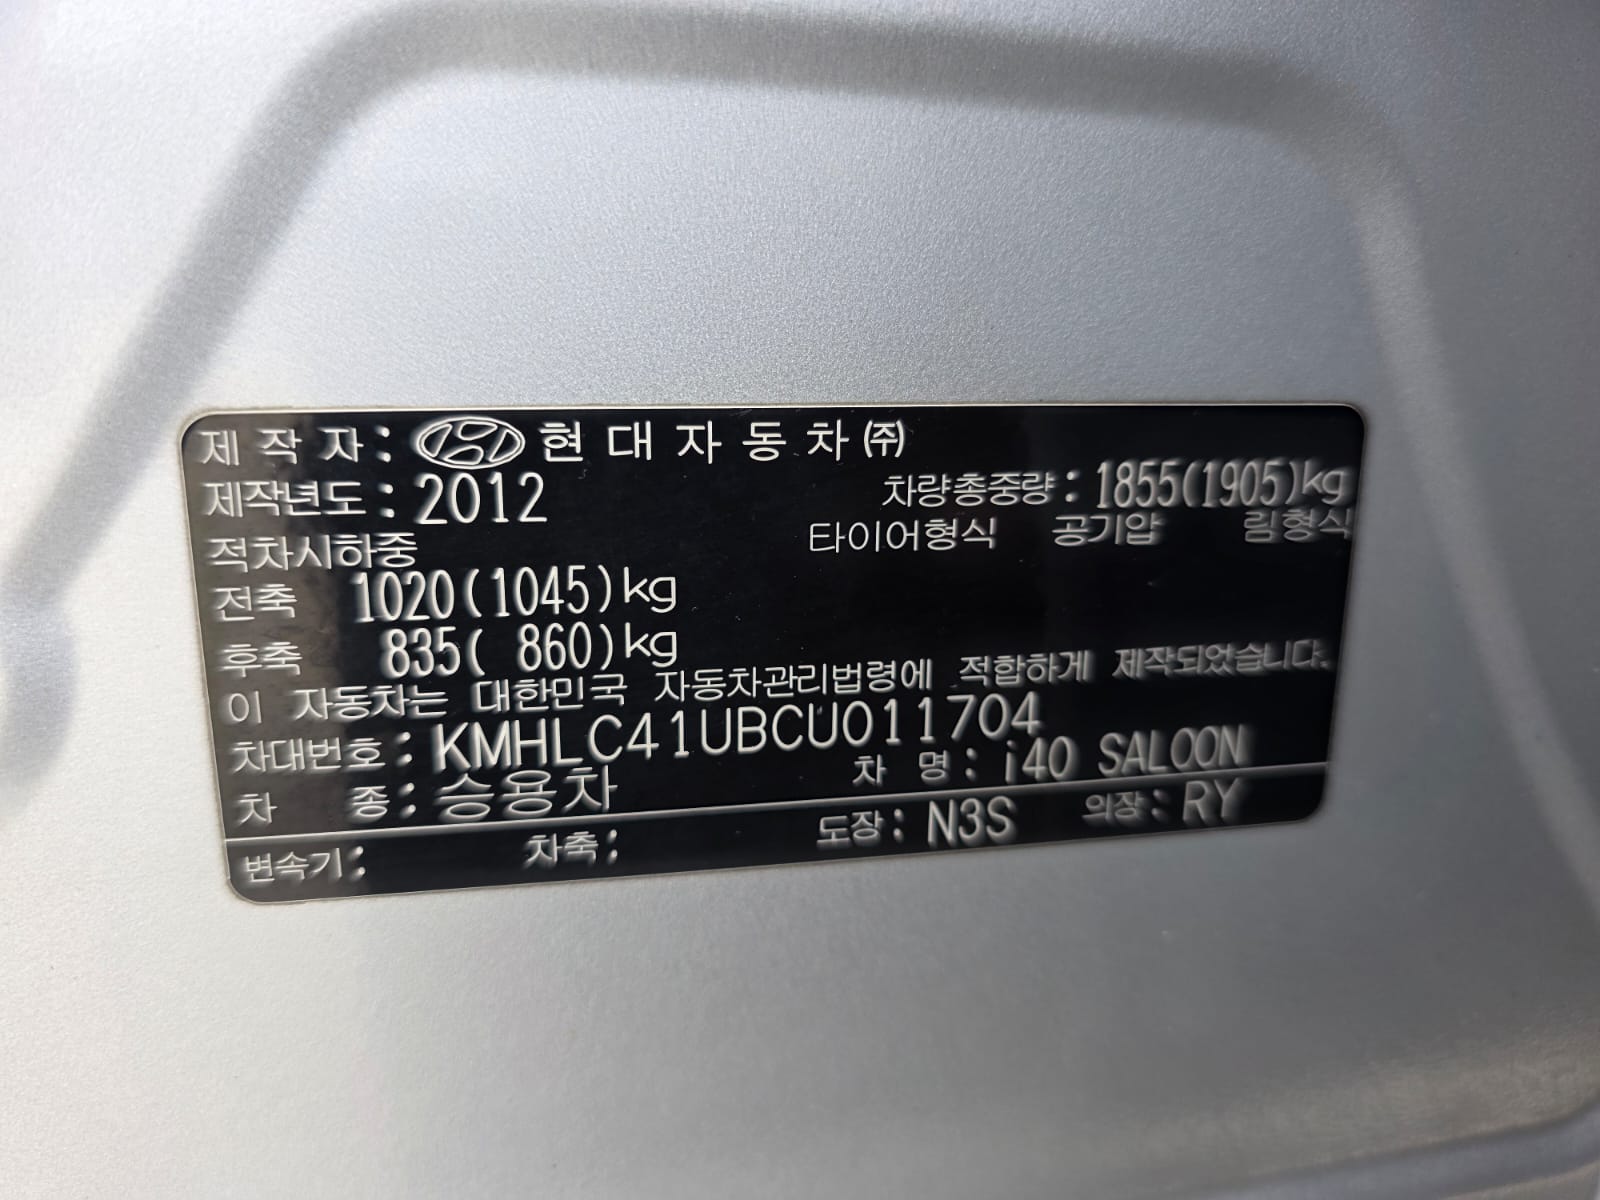 제 작 자 : 현 대 자 동 차 ㈜
제작년도 : 2012 차량총중량 : 1855(1905)kg
적차시하중 타이어형식 공기압 림형식
전축 1020(1045)kg
후축 835( 860)kg
이 자동차는 대한민국 자동차관리법령에 적합하게 제작되었습니다.
차대번호 : KMHLC41UBCU011704
차 종 : 승용차 차 명 : i40 SALOON
변속기 : 차축 : 도장 : N3S 의장 : RY